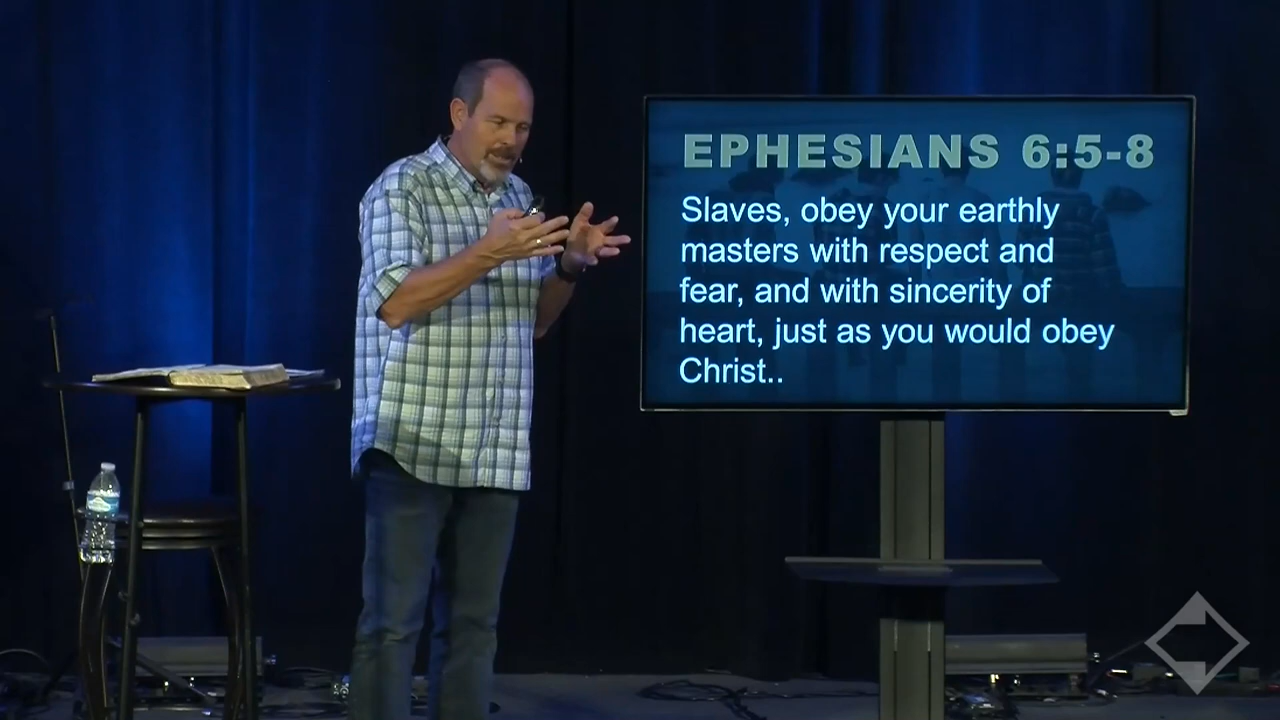 EPHESIANS 6:5-8
Slaves, obey your earthly
masters with respect and
fear, and with sincerity of
heart, just as you would obey
Christ..